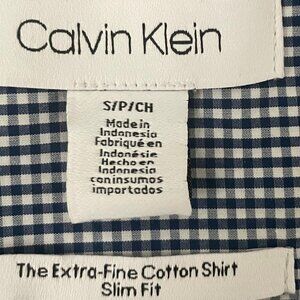 Calvin Klein
S/P/CH
Made in
Indonesia
Fabriqué en
Indonésie
Hecho en
Indonesia
con insumos
importados
The Extra-Fine Cotton Shirt
Slim Fit